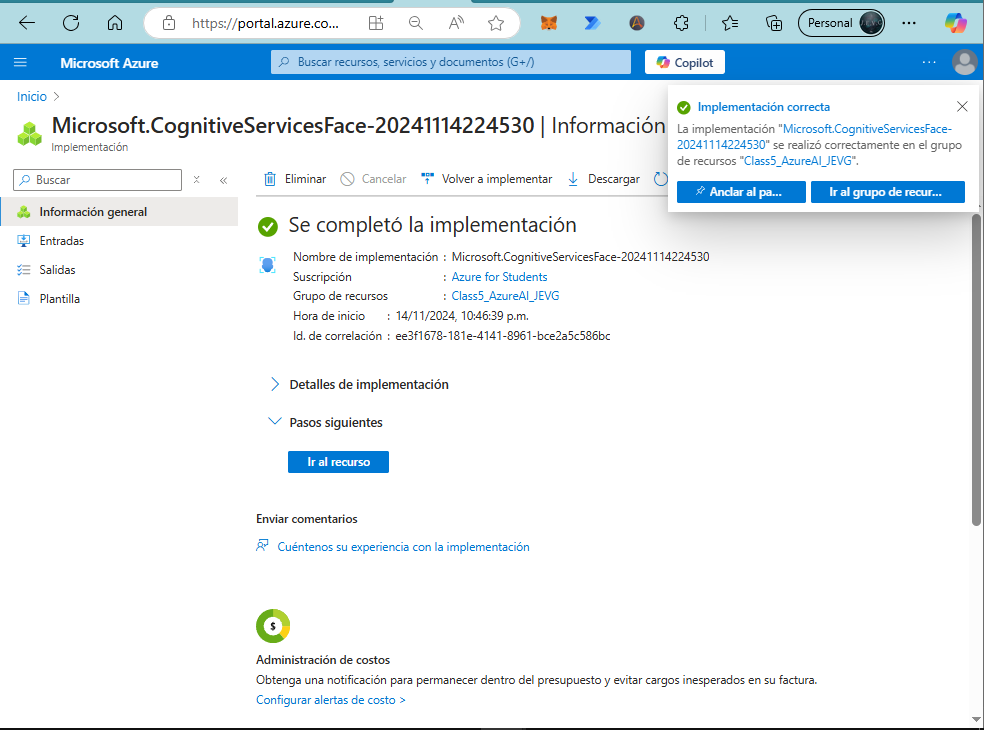 https://portal.azure.co...
Personal
Microsoft Azure
Buscar recursos, servicios y documentos (G+/)
Copilot
Inicio >
Microsoft.CognitiveServicesFace-20241114224530 | Información
Implementación
Implementación correcta
La implementación "Microsoft.CognitiveServicesFace-
20241114224530" se realizó correctamente en el grupo
de recursos "Class5_AzureAI_JEVG".
Anclar al pa...
Ir al grupo de recur...
Buscar
Eliminar
Cancelar
Volver a implementar
Descargar
Información general
Entradas
Salidas
Plantilla
Se completó la implementación
Nombre de implementación : Microsoft.CognitiveServicesFace-20241114224530
Suscripción : Azure for Students
Grupo de recursos : Class5_AzureAI_JEVG
Hora de inicio : 14/11/2024, 10:46:39 p.m.
Id. de correlación : ee3f1678-181e-4141-8961-bce2a5c586bc
Detalles de implementación
Pasos siguientes
Ir al recurso
Enviar comentarios
Cuéntenos su experiencia con la implementación
Administración de costos
Obtenga una notificación para permanecer dentro del presupuesto y evitar cargos inesperados en su factura.
Configurar alertas de costo >